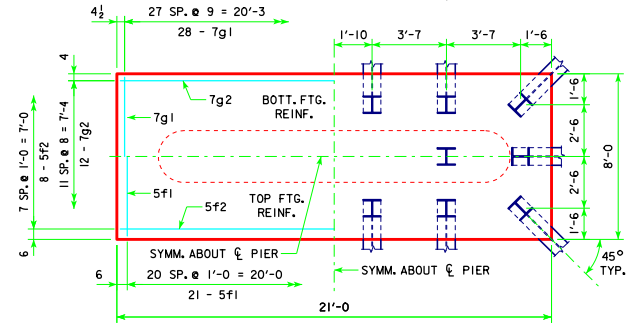 4½
27 SP. @ 9 = 20'-3
28 - 7g1
1'-10
3'-7
3'-7
1'-6
4
7g2
BOTT. FTG.
REINF.
7g1
7 SP. @ 1'-0 = 7'-0
8 - 5f2
11 SP. @ 8 = 7'-4
12 - 7g2
1'-6
2'-6
8'-0
2'-6
1'-6
5f1
TOP FTG.
REINF.
5f2
6
SYMM. ABOUT ℄ PIER
6
20 SP. @ 1'-0 = 20'-0
21 - 5f1
SYMM. ABOUT ℄ PIER
45°
TYP.
21'-0